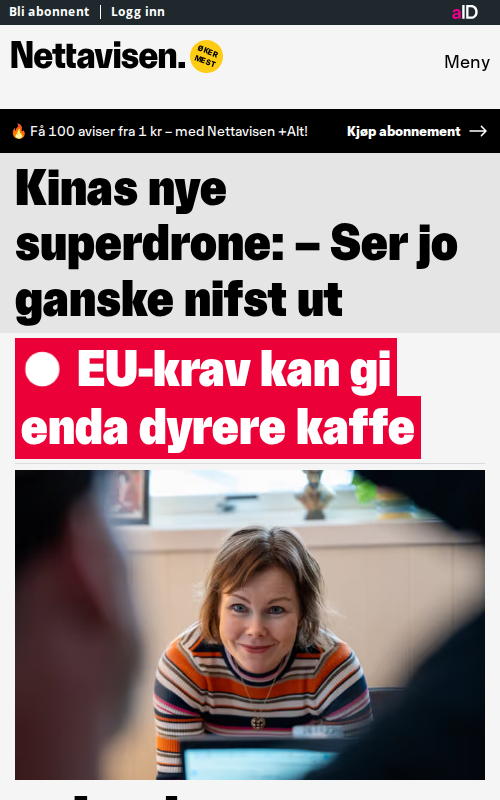 Bli abonnent | Logg inn
aID
Nettavisen.
ØKER
MEST
Meny
🔥 Få 100 aviser fra 1 kr – med Nettavisen +Alt!
Kjøp abonnement →
Kinas nye
superdrone: – Ser jo
ganske nifst ut
EU-krav kan gi
enda dyrere kaffe